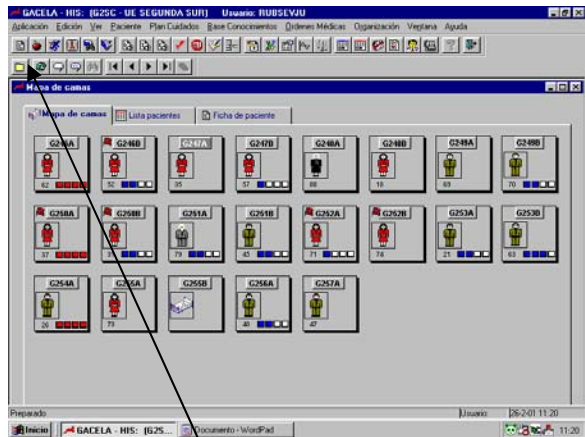 GACELA - HIS: (G2SC - UE SEGUNDA SUR) Usuario: RUBSEVJU
Aplicación Edición Ver Paciente Plan Cuidados Base Conocimientos Órdenes Médicas Organización Ventana Ayuda
Mapa de camas
Mapa de camas Lista pacientes Ficha de paciente
G246A G246B G247A G247B G248A G248B G249A G249B
62 52 35 57 88 18 69 70
G250A G250B G251A G251B G252A G252B G253A G253B
37 31 79 45 71 74 21 63
G254A G255A G255B G256A G257A
26 73 40 47
Preparado Usuario: 26-2-01 11:20
Inicio GACELA - HIS: (G2S... Documento - WordPad 11:20